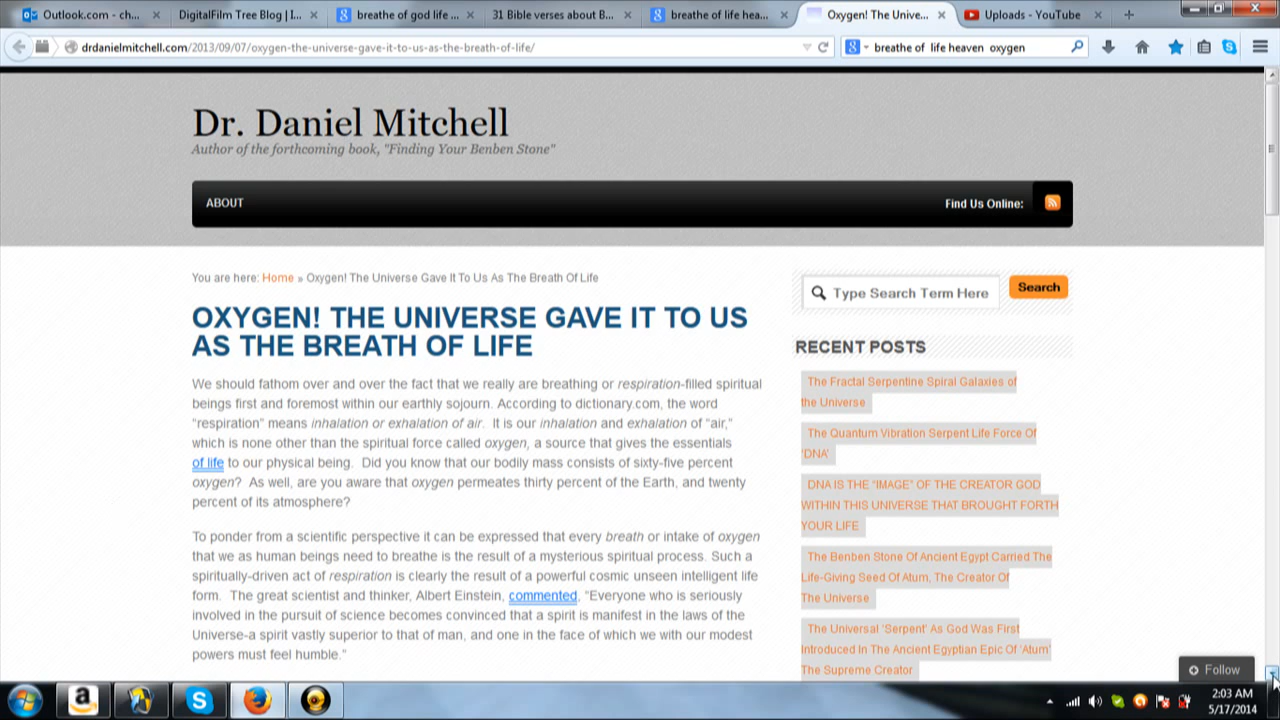 Outlook.com - ch...
DigitalFilm Tree Blog | I...
breathe of god life ...
31 Bible verses about B...
breathe of life hea...
Oxygen! The Unive...
Uploads - YouTube
drdanielmitchell.com/2013/09/07/oxygen-the-universe-gave-it-to-us-as-the-breath-of-life/
breathe of life heaven oxygen
Dr. Daniel Mitchell
Author of the forthcoming book, "Finding Your Benben Stone"
ABOUT
Find Us Online:
You are here: Home » Oxygen! The Universe Gave It To Us As The Breath Of Life
OXYGEN! THE UNIVERSE GAVE IT TO US
AS THE BREATH OF LIFE
We should fathom over and over the fact that we really are breathing or respiration-filled spiritual
beings first and foremost within our earthly sojourn. According to dictionary.com, the word
“respiration” means inhalation or exhalation of air. It is our inhalation and exhalation of “air,”
which is none other than the spiritual force called oxygen, a source that gives the essentials
of life to our physical being. Did you know that our bodily mass consists of sixty-five percent
oxygen? As well, are you aware that oxygen permeates thirty percent of the Earth, and twenty
percent of its atmosphere?
To ponder from a scientific perspective it can be expressed that every breath or intake of oxygen
that we as human beings need to breathe is the result of a mysterious spiritual process. Such a
spiritually-driven act of respiration is clearly the result of a powerful cosmic unseen intelligent life
form. The great scientist and thinker, Albert Einstein, commented, “Everyone who is seriously
involved in the pursuit of science becomes convinced that a spirit is manifest in the laws of the
Universe-a spirit vastly superior to that of man, and one in the face of which we with our modest
powers must feel humble.”
Type Search Term Here
Search
RECENT POSTS
The Fractal Serpentine Spiral Galaxies of
the Universe
The Quantum Vibration Serpent Life Force Of
'DNA'
DNA IS THE “IMAGE” OF THE CREATOR GOD
WITHIN THIS UNIVERSE THAT BROUGHT FORTH
YOUR LIFE
The Benben Stone Of Ancient Egypt Carried The
Life-Giving Seed Of Atum, The Creator Of
The Universe
The Universal 'Serpent' As God Was First
Introduced In The Ancient Egyptian Epic Of 'Atum'
The Supreme Creator
Follow
2:03 AM
5/17/2014